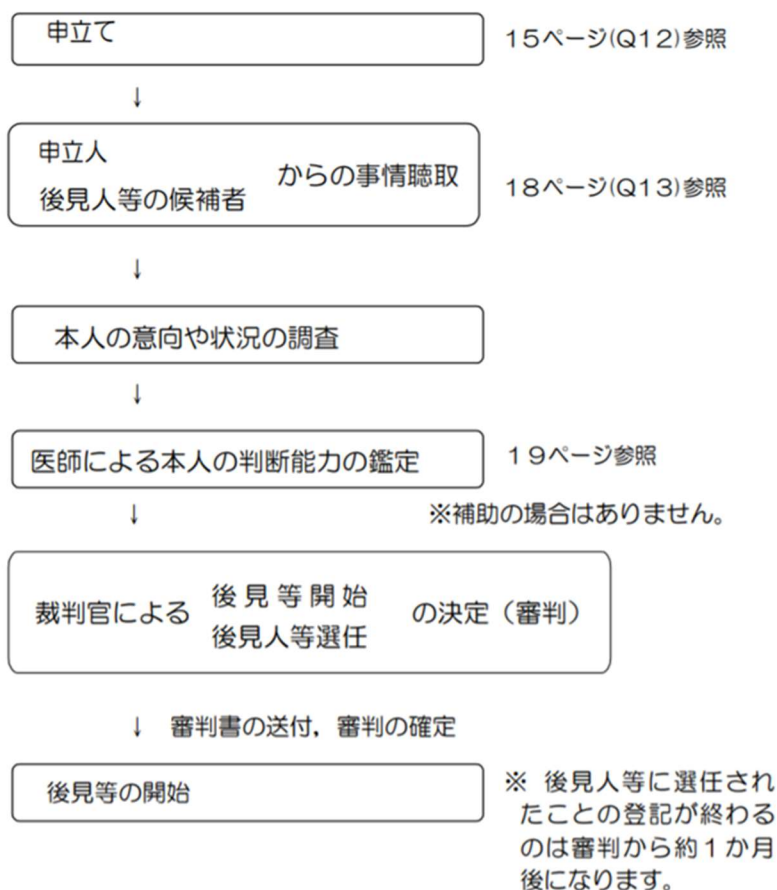 申立て
15ページ(Q12)参照
↓
申立人
後見人等の候補者
からの事情聴取
18ページ(Q13)参照
↓
本人の意向や状況の調査
↓
医師による本人の判断能力の鑑定
19ページ参照
↓
※補助の場合はありません。
裁判官による
後見等開始
後見人等選任
の決定（審判）
↓ 審判書の送付，審判の確定
後見等の開始
※ 後見人等に選任され
たことの登記が終わる
のは審判から約1か月
後になります。